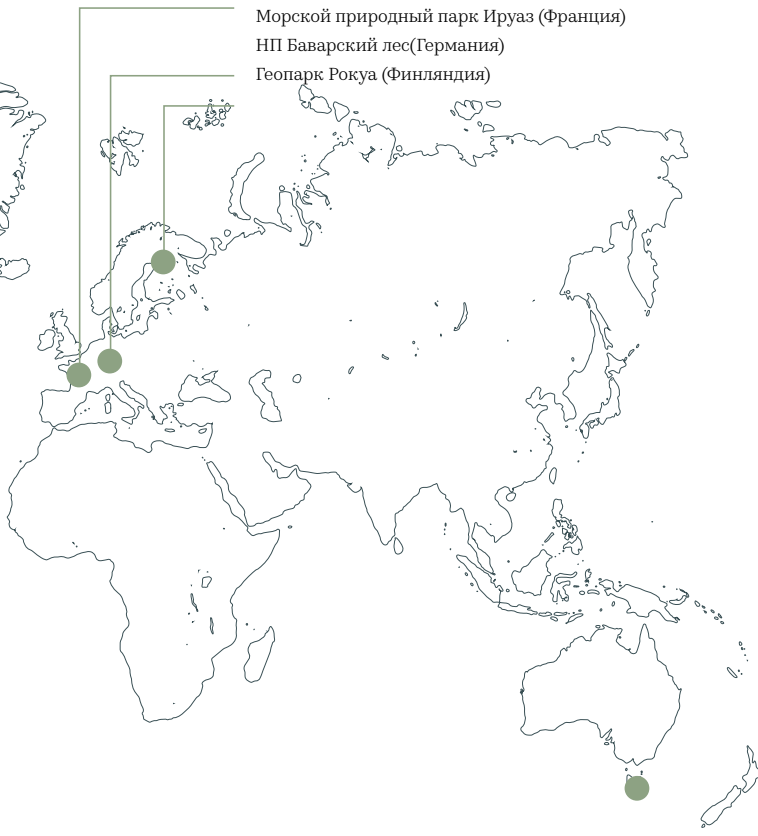 Морской природный парк Ируаз (Франция)
НП Баварский лес(Германия)
Геопарк Рокуа (Финляндия)